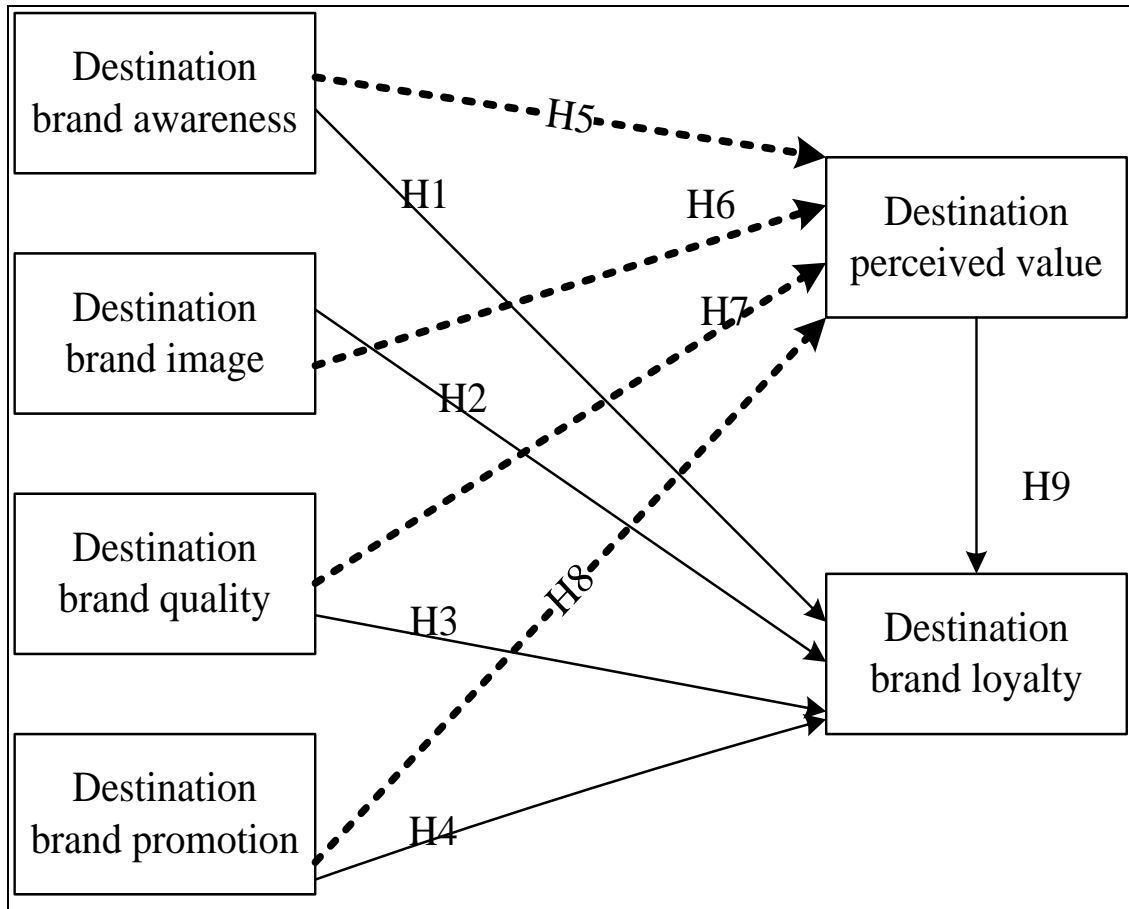 Destination
brand awareness
H5
H1
H6
Destination
perceived value
Destination
brand image
H7
H2
H9
Destination
brand quality
H8
H3
Destination
brand loyalty
Destination
brand promotion
H4